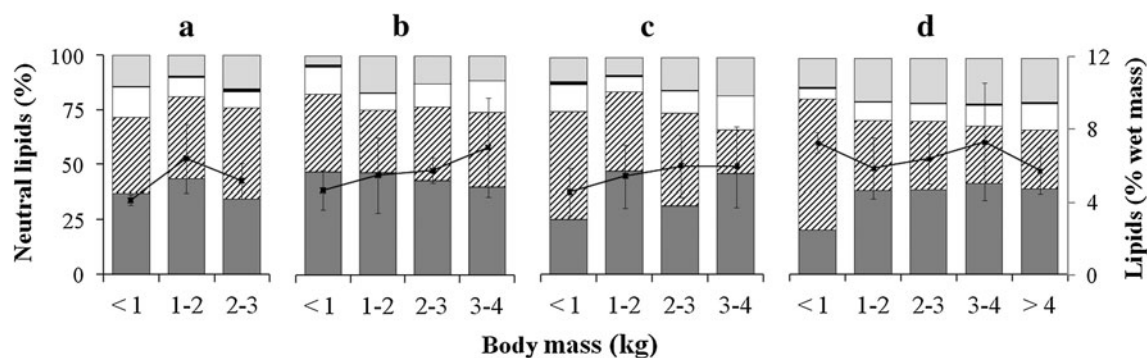 a b c d
Neutral lipids (%)
100
75
50
25
0
12
8
4
0
Lipids (% wet mass)
< 1 1-2 2-3 < 1 1-2 2-3 3-4 < 1 1-2 2-3 3-4 < 1 1-2 2-3 3-4 > 4
Body mass (kg)